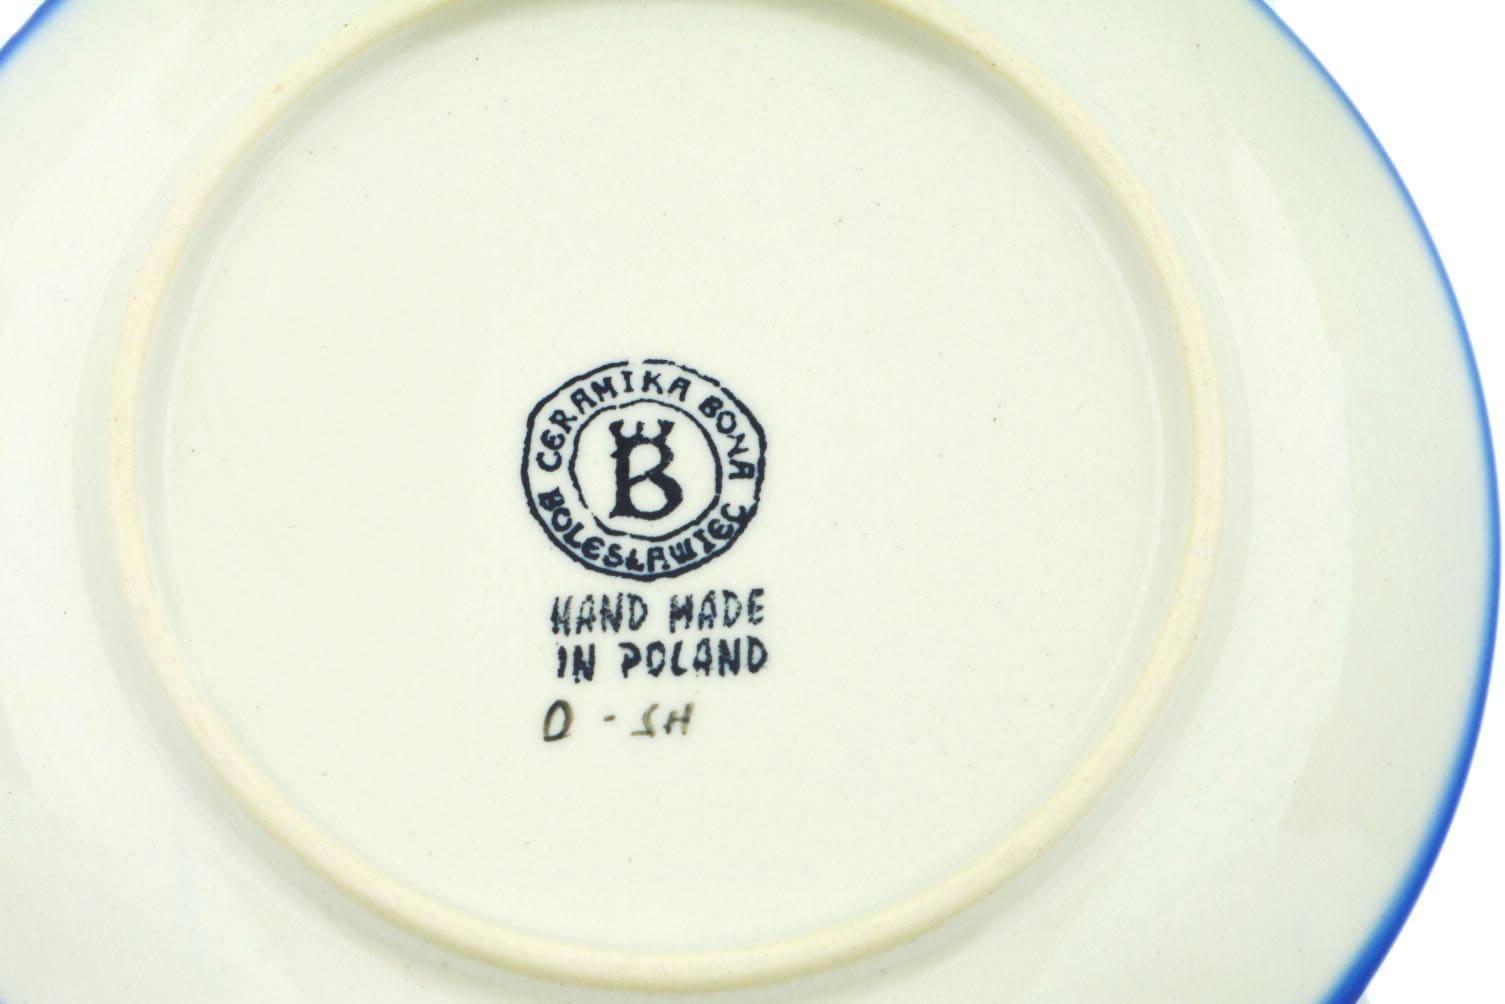 CERAMIKA BONA
B
BOLESŁAWIEC
HAND MADE
IN POLAND
D - SH